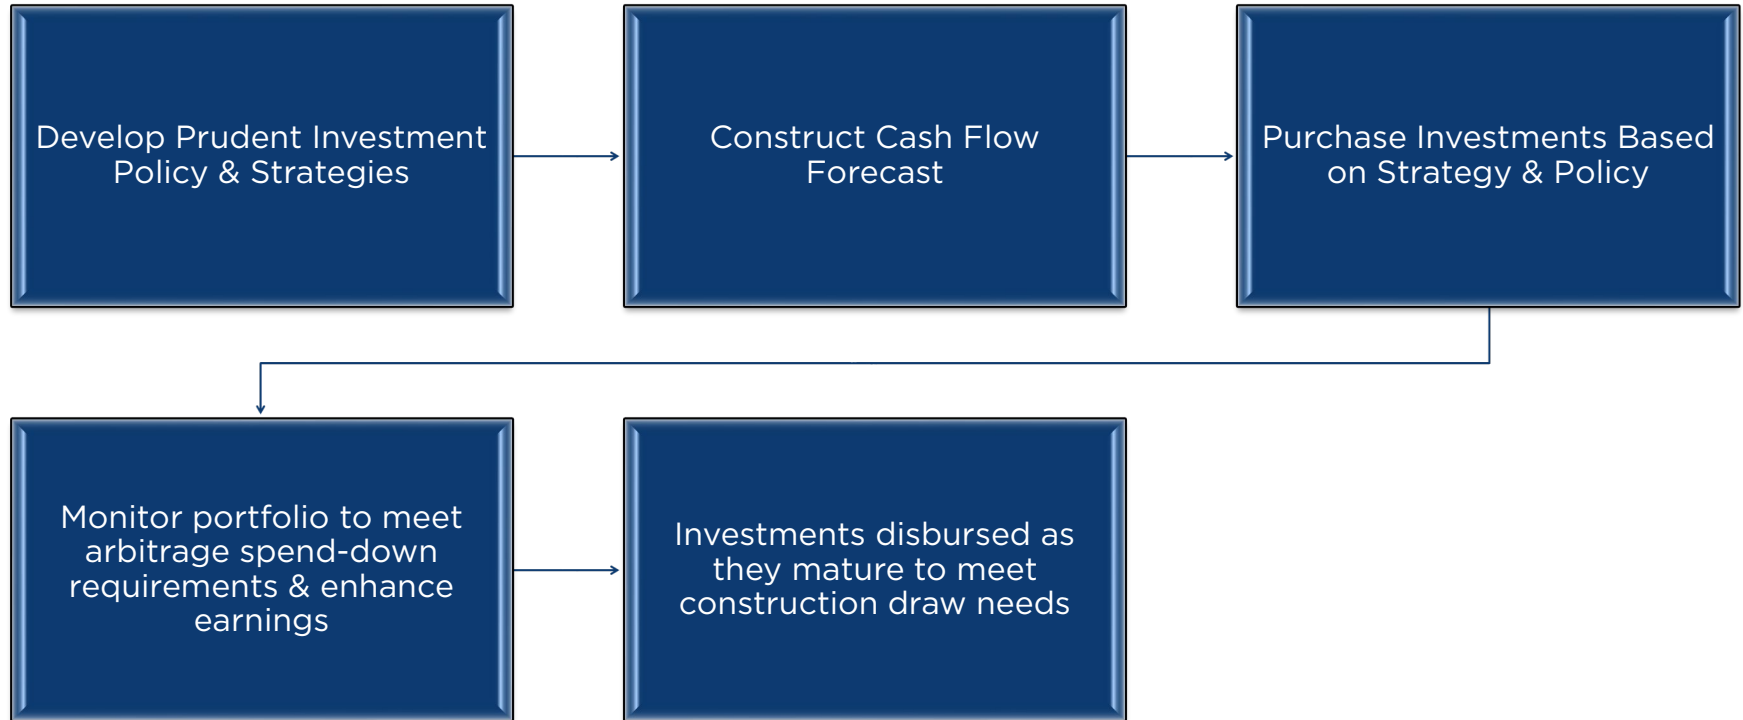 Develop Prudent Investment
Policy & Strategies
Construct Cash Flow
Forecast
Purchase Investments Based
on Strategy & Policy
Monitor portfolio to meet
arbitrage spend-down
requirements & enhance
earnings
Investments disbursed as
they mature to meet
construction draw needs